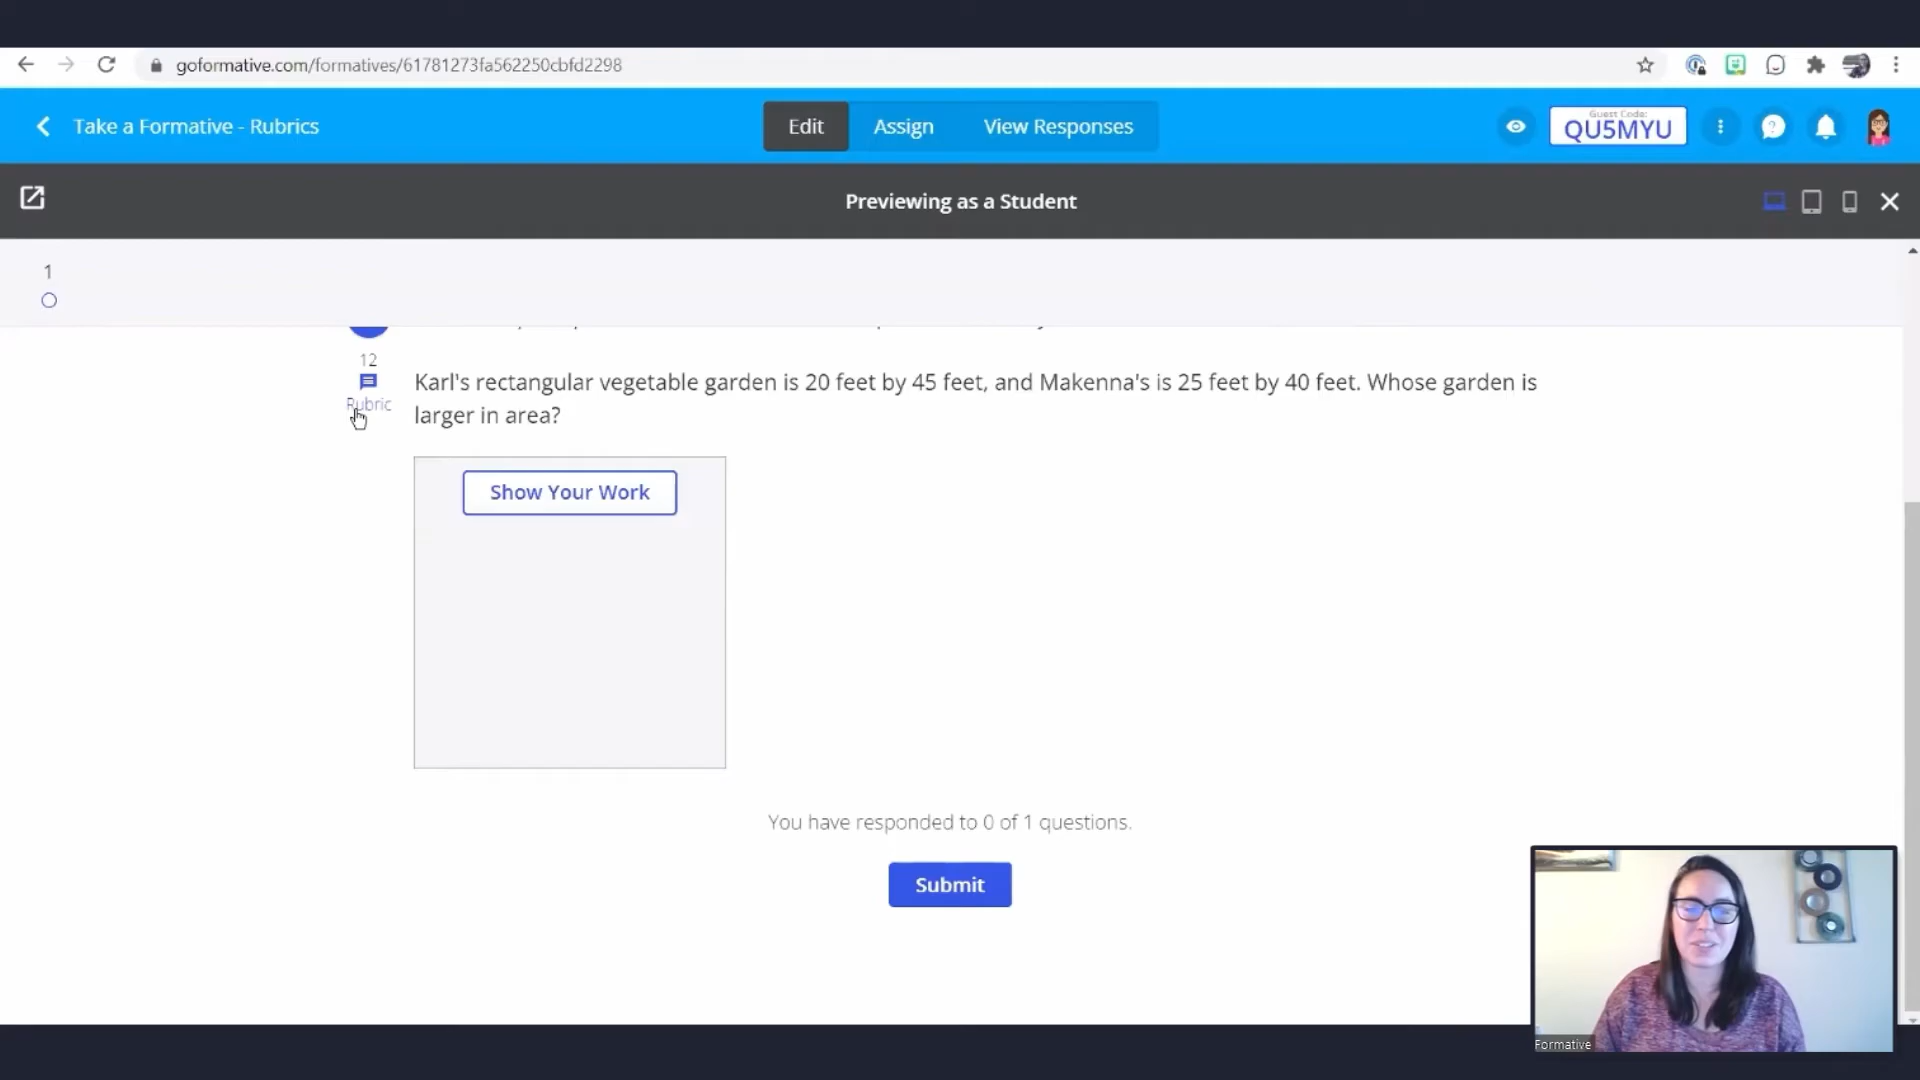 goformative.com/formatives/61781273fa562250cbfd2298
Take a Formative - Rubrics
Edit
Assign
View Responses
Guest Code:
QU5MYU
Previewing as a Student
1
12
Rubric
Karl's rectangular vegetable garden is 20 feet by 45 feet, and Makenna's is 25 feet by 40 feet. Whose garden is
larger in area?
Show Your Work
You have responded to 0 of 1 questions.
Submit
Formative